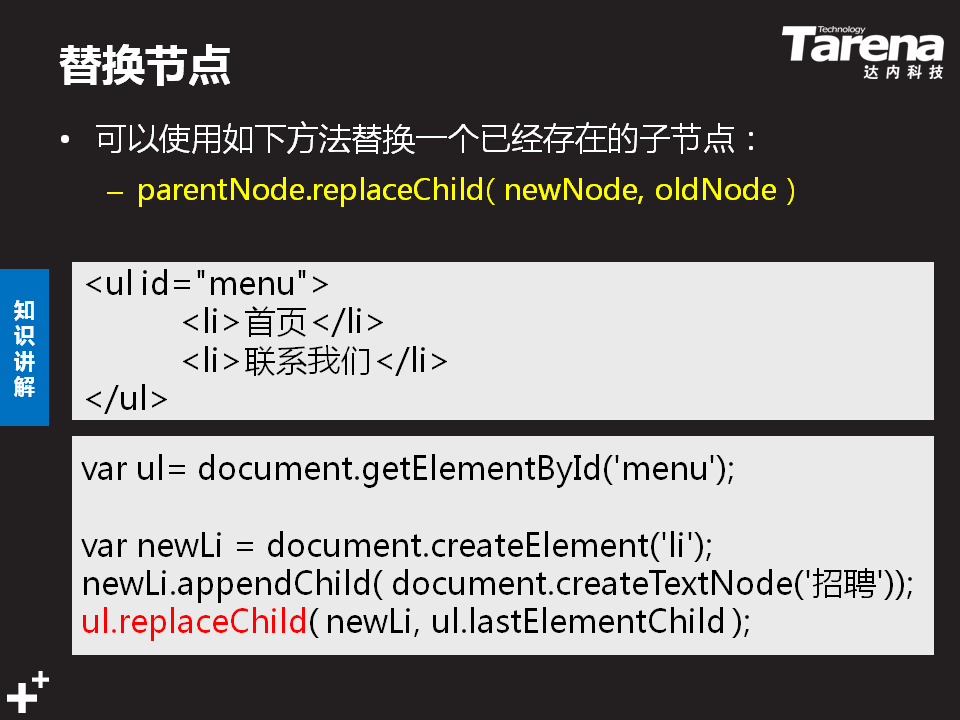 替换节点
Technology
Tarena
达内科技
• 可以使用如下方法替换一个已经存在的子节点：
– parentNode.replaceChild( newNode, oldNode )
知识讲解
<ul id="menu">
<li>首页</li>
<li>联系我们</li>
</ul>
var ul= document.getElementById('menu');
var newLi = document.createElement('li');
newLi.appendChild( document.createTextNode('招聘'));
ul.replaceChild( newLi, ul.lastElementChild );